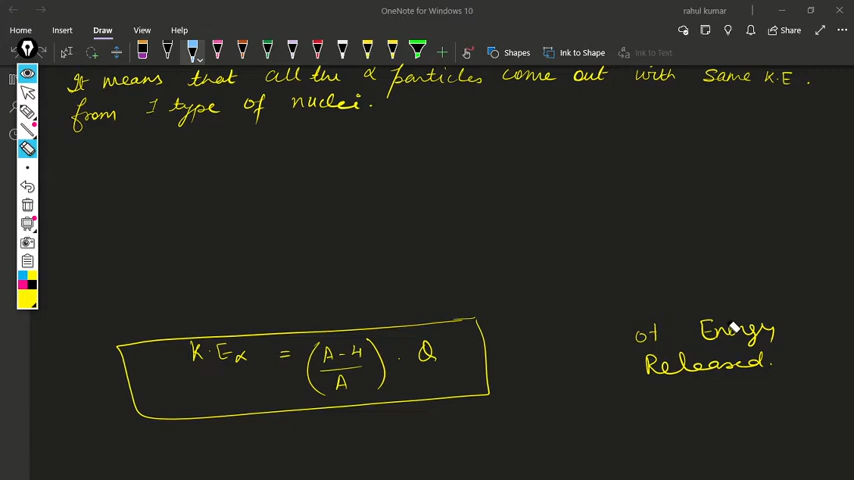 OneNote for Windows 10
rahul kumar
Home Insert Draw View Help
Share
Shapes
Ink to Shape
Ink to Text
It means that all the α particles come out with same K.E.
from 1 type of nuclei.
K.Eα = (A-4/A) . Q
of Energy
Released.